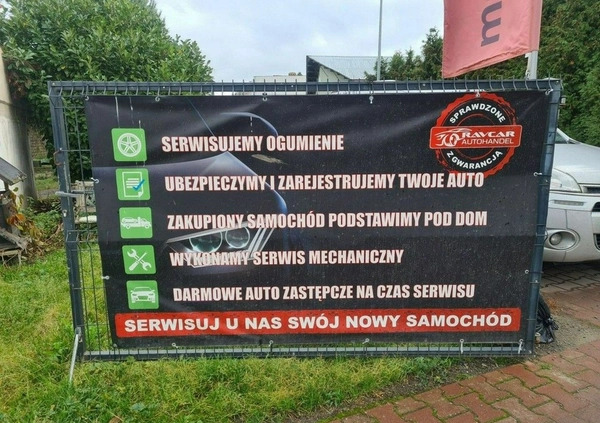 SPRAWDZONE
RAVCAR
AUTOHANDEL
Z GWARANCJĄ
SERWISUJEMY OGUMIENIE
UBEZPIECZYMY I ZAREJESTRUJEMY TWOJE AUTO
ZAKUPIONY SAMOCHÓD PODSTAWIMY POD DOM
WYKONAMY SERWIS MECHANICZNY
DARMOWE AUTO ZASTĘPCZE NA CZAS SERWISU
SERWISUJ U NAS SWÓJ NOWY SAMOCHÓD